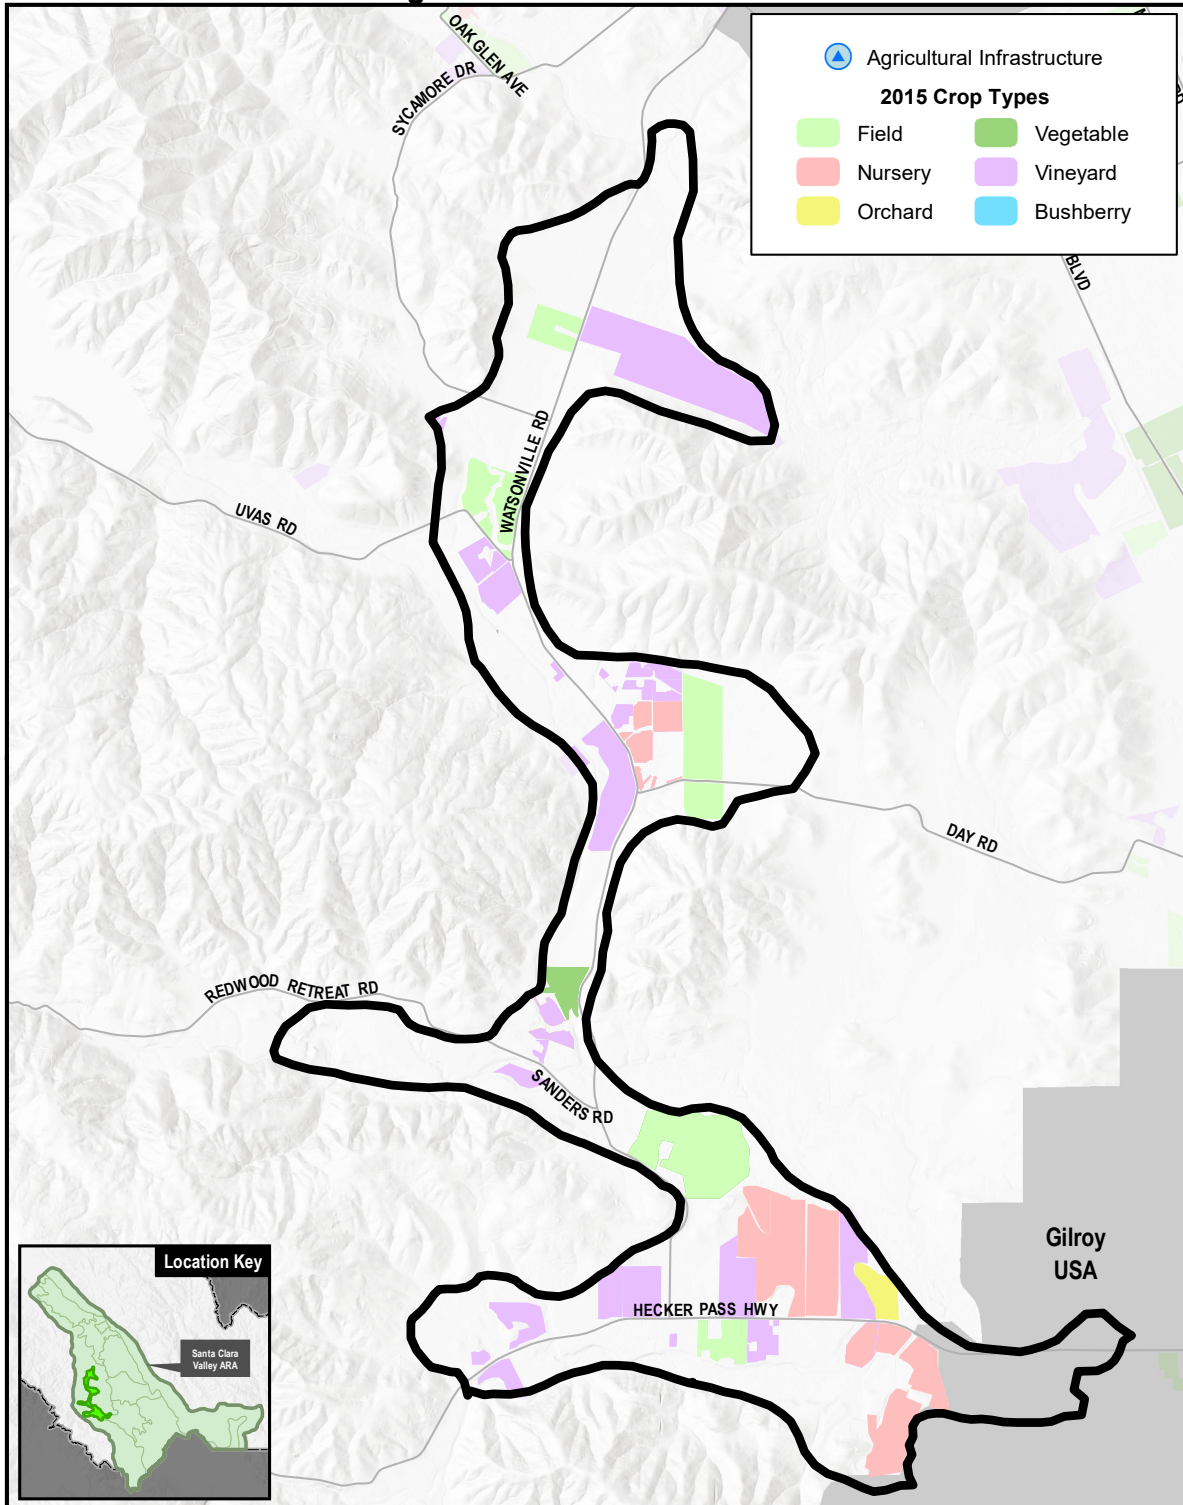 Agricultural Infrastructure
2015 Crop Types
Field
Vegetable
Nursery
Vineyard
Orchard
Bushberry
OAK GLEN AVE
SYCAMORE DR
BLVD
WATSONVILLE RD
UVAS RD
DAY RD
REDWOOD RETREAT RD
SANDERS RD
Gilroy
USA
HECKER PASS HWY
Location Key
Santa Clara
Valley ARA